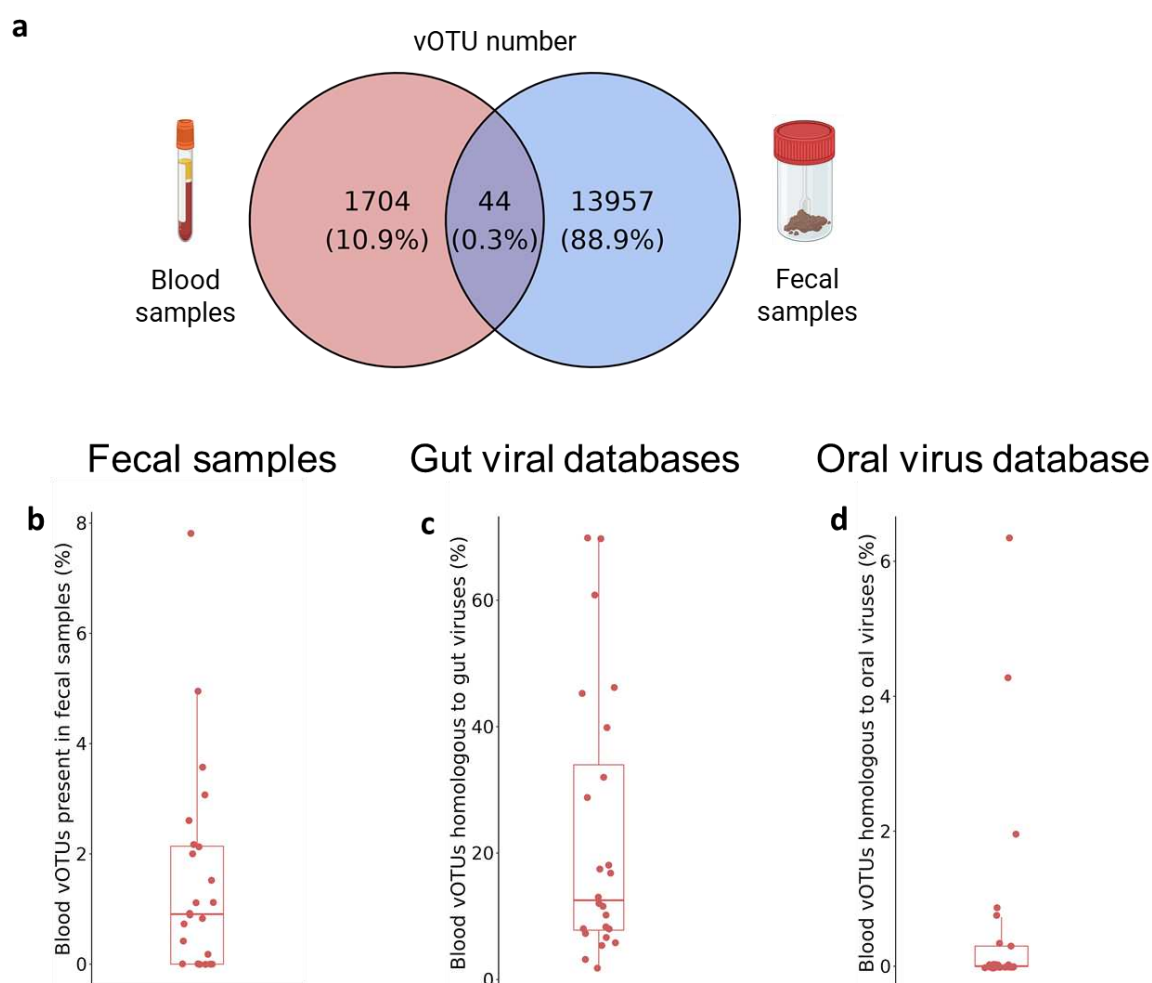 a
vOTU number
1704
(10.9%)
44
(0.3%)
13957
(88.9%)
Blood
samples
Fecal
samples
Fecal samples
Gut viral databases
Oral virus database
b
Blood vOTUs present in fecal samples (%)
8
6
4
2
0
c
Blood vOTUs homologous to gut viruses (%)
60
40
20
0
d
Blood vOTUs homologous to oral viruses (%)
6
4
2
0